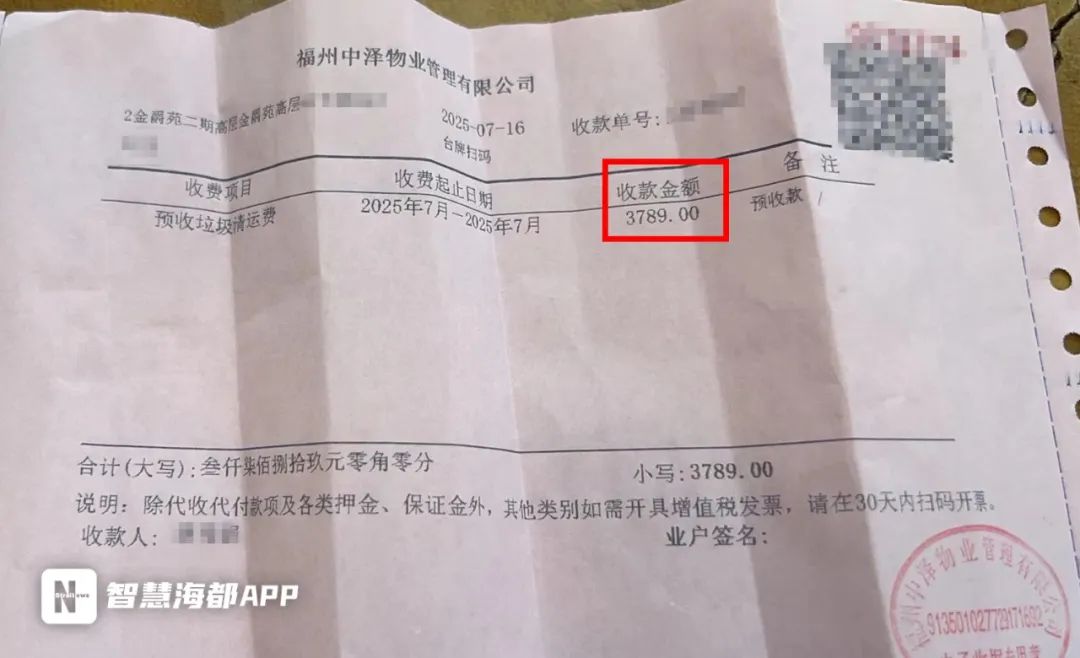 福州中泽物业管理有限公司
2金爵苑二期高层金爵苑高层
2025-07-16
收款单号:
台牌扫码
收费项目 收费起止日期 收款金额 备 注
预收垃圾清运费 2025年7月-2025年7月 3789.00 预收款 /
合计(大写):叁仟柒佰捌拾玖元零角零分 小写:3789.00
说明: 除代收代付款项及各类押金、保证金外,其他类别如需开具增值税发票,请在30天内扫码开票。
收款人: 业户签名:
福州中泽物业管理有限公司
智慧海都APP